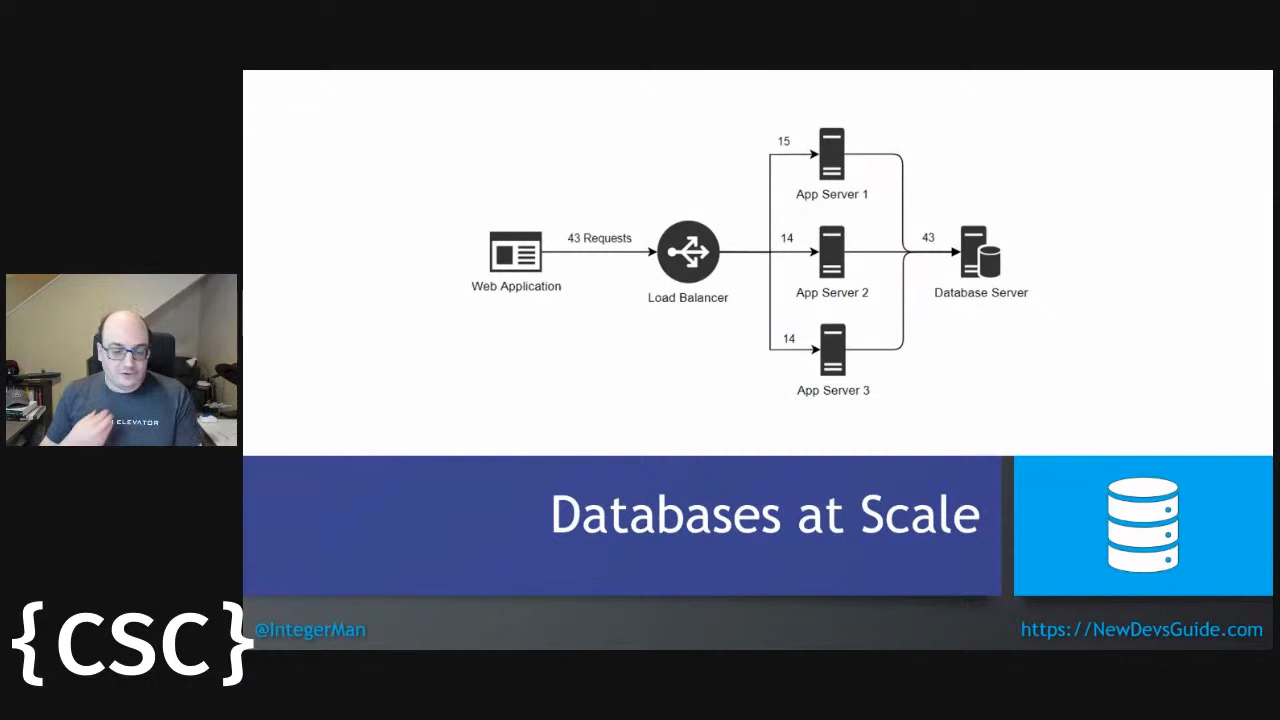 15
App Server 1
43 Requests
14
43
Web Application
Load Balancer
App Server 2
Database Server
14
App Server 3
ELEVATOR
Databases at Scale
{CSC}
@IntegerMan
https://NewDevsGuide.com